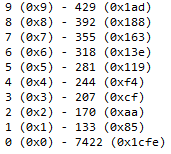 9 (0x9) - 429 (0x1ad)
8 (0x8) - 392 (0x188)
7 (0x7) - 355 (0x163)
6 (0x6) - 318 (0x13e)
5 (0x5) - 281 (0x119)
4 (0x4) - 244 (0xf4)
3 (0x3) - 207 (0xcf)
2 (0x2) - 170 (0xaa)
1 (0x1) - 133 (0x85)
0 (0x0) - 7422 (0x1cfe)